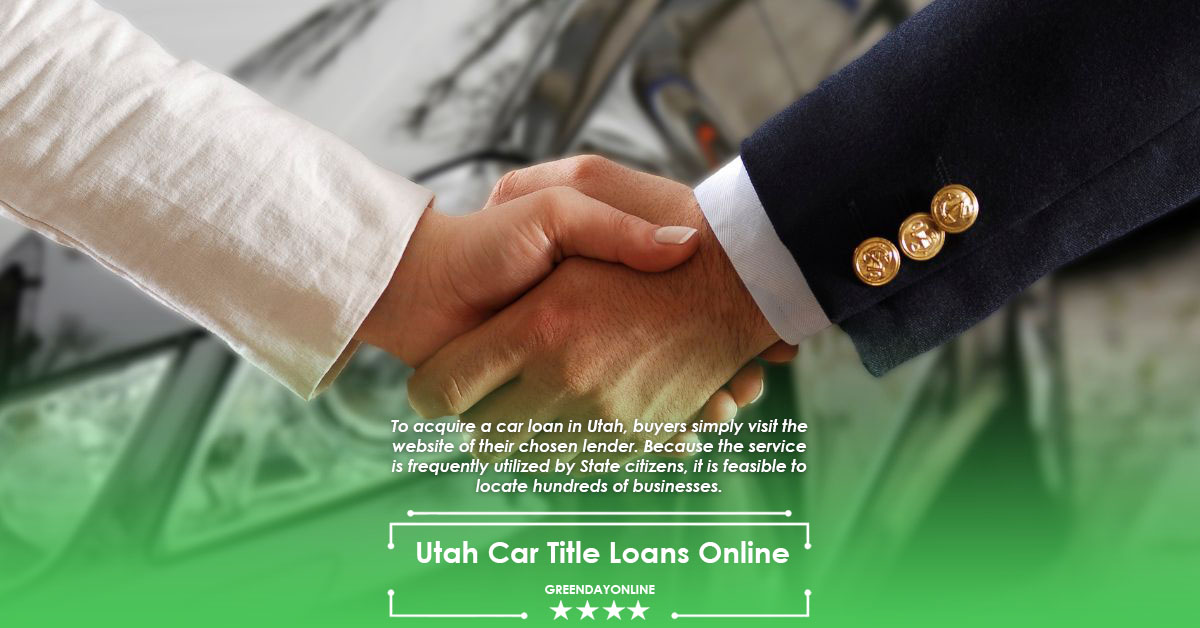 To acquire a car loan in Utah, buyers simply visit the
website of their chosen lender. Because the service
is frequently utilized by State citizens, it is feasible to
locate hundreds of businesses.
Utah Car Title Loans Online
GREENDAYONLINE